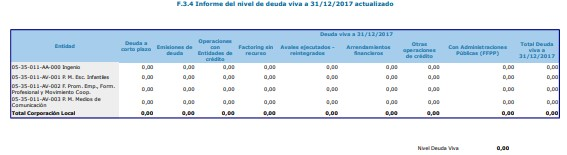 F.3.4 Informe del nivel de deuda viva a 31/12/2017 actualizado
Deuda viva a 31/12/2017
Entidad
Deuda a corto plazo
Emisiones de deuda
Operaciones con Entidades de crédito
Factoring sin recurso
Avales ejecutados - reintegrados
Arrendamientos financieros
Otras operaciones de crédito
Con Administraciones Públicas (FFPP)
Total Deuda viva a 31/12/2017
05-35-011-AA-000 Ingenio 0,00 0,00 0,00 0,00 0,00 0,00 0,00 0,00 0,00
05-35-011-AV-001 P. M. Esc. Infantiles 0,00 0,00 0,00 0,00 0,00 0,00 0,00 0,00 0,00
05-35-011-AV-002 F. Prom. Emp., Form. Profesional y Movimiento Coop. 0,00 0,00 0,00 0,00 0,00 0,00 0,00 0,00 0,00
05-35-011-AV-003 P. M. Medios de Comunicación 0,00 0,00 0,00 0,00 0,00 0,00 0,00 0,00 0,00
Total Corporación Local 0,00 0,00 0,00 0,00 0,00 0,00 0,00 0,00 0,00
Nivel Deuda Viva 0,00